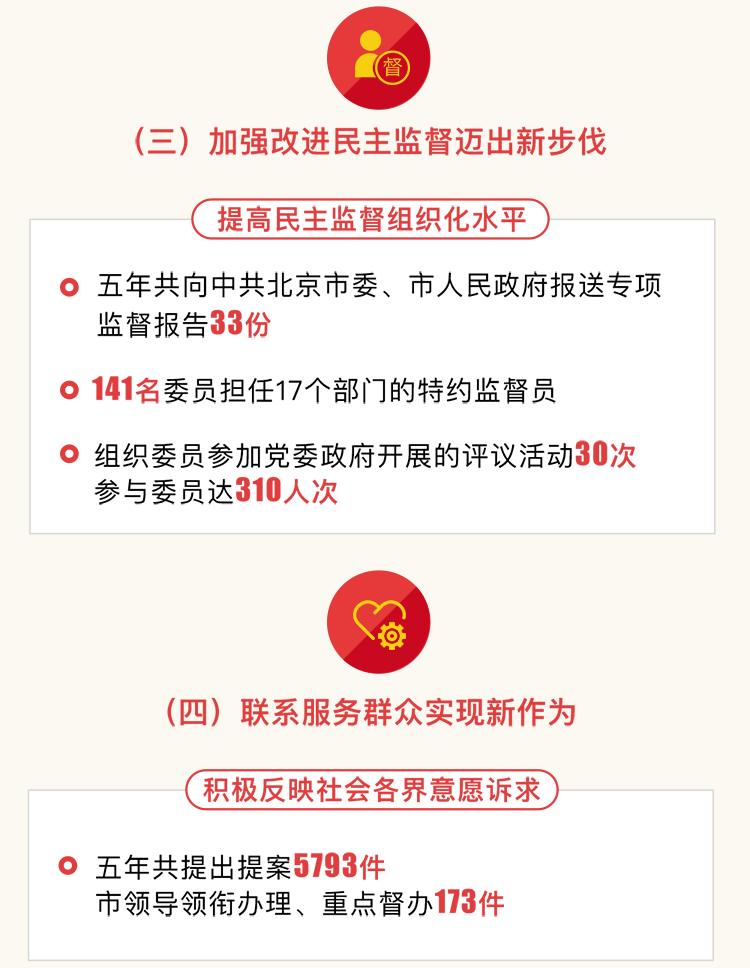 督
（三）加强改进民主监督迈出新步伐
提高民主监督组织化水平
五年共向中共北京市委、市人民政府报送专项
监督报告33份
141名委员担任17个部门的特约监督员
组织委员参加党委政府开展的评议活动30次
参与委员达310人次
（四）联系服务群众实现新作为
积极反映社会各界意愿诉求
五年共提出提案5793件
市领导领衔办理、重点督办173件